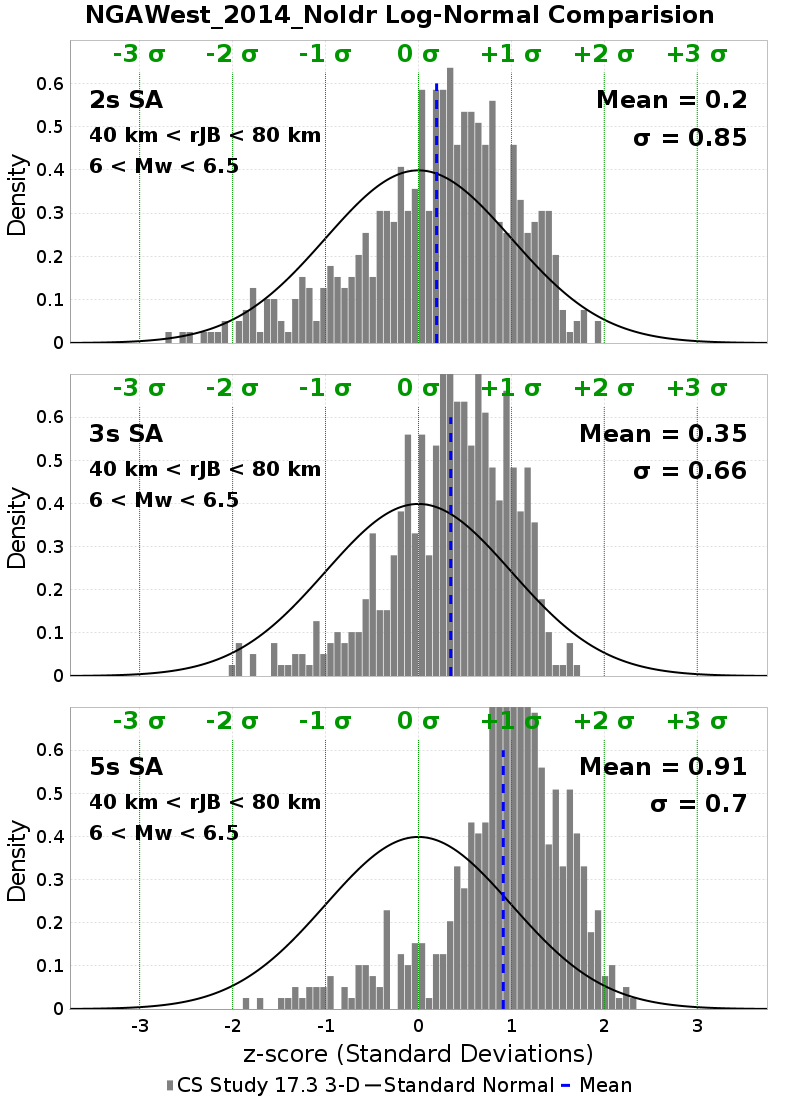 NGAWest_2014_NoIdr Log-Normal Comparision
-3 σ -2 σ -1 σ 0 σ +1 σ +2 σ +3 σ
2s SA
Mean = 0.2
40 km < rJB < 80 km
σ = 0.85
6 < Mw < 6.5
Density
0.6
0.5
0.4
0.3
0.2
0.1
0
-3 σ -2 σ -1 σ 0 σ +1 σ +2 σ +3 σ
3s SA
Mean = 0.35
40 km < rJB < 80 km
σ = 0.66
6 < Mw < 6.5
Density
0.6
0.5
0.4
0.3
0.2
0.1
0
-3 σ -2 σ -1 σ 0 σ +1 σ +2 σ +3 σ
5s SA
Mean = 0.91
40 km < rJB < 80 km
σ = 0.7
6 < Mw < 6.5
Density
0.6
0.5
0.4
0.3
0.2
0.1
0
-3 -2 -1 0 1 2 3
z-score (Standard Deviations)
CS Study 17.3 3-D Standard Normal Mean